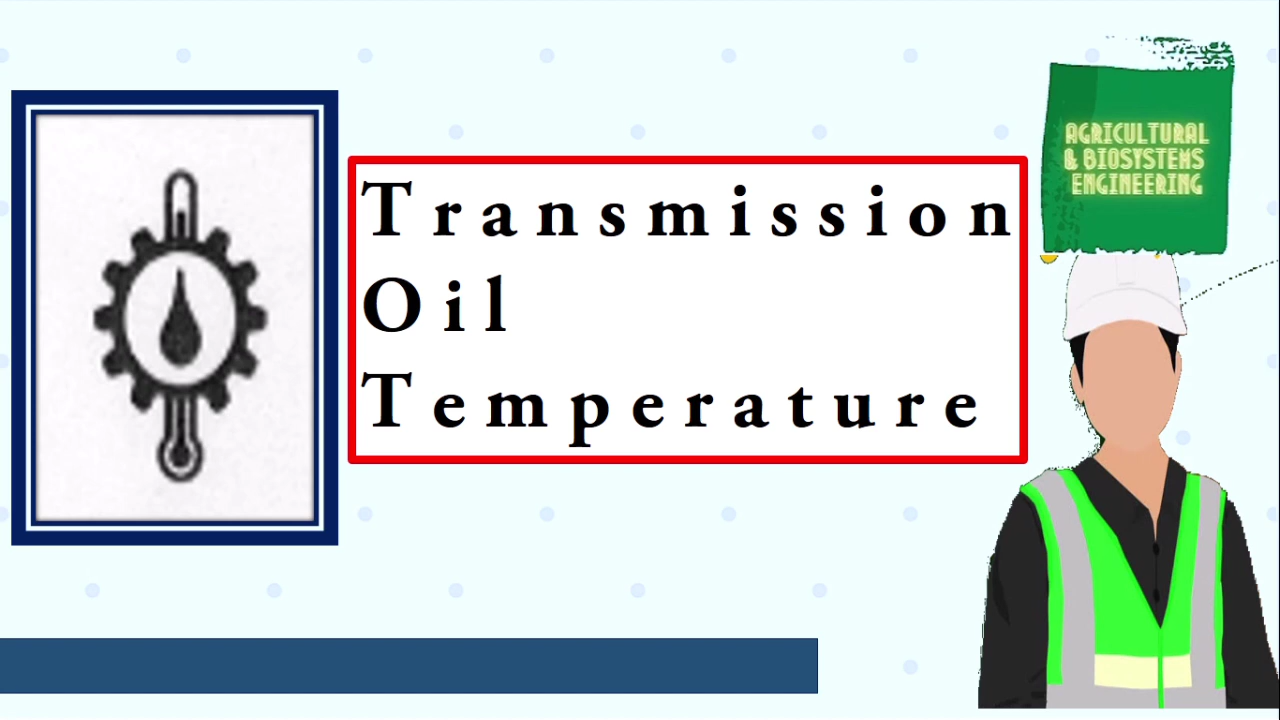 Transmission
Oil
Temperature
AGRICULTURAL
& BIOSYSTEMS
ENGINEERING